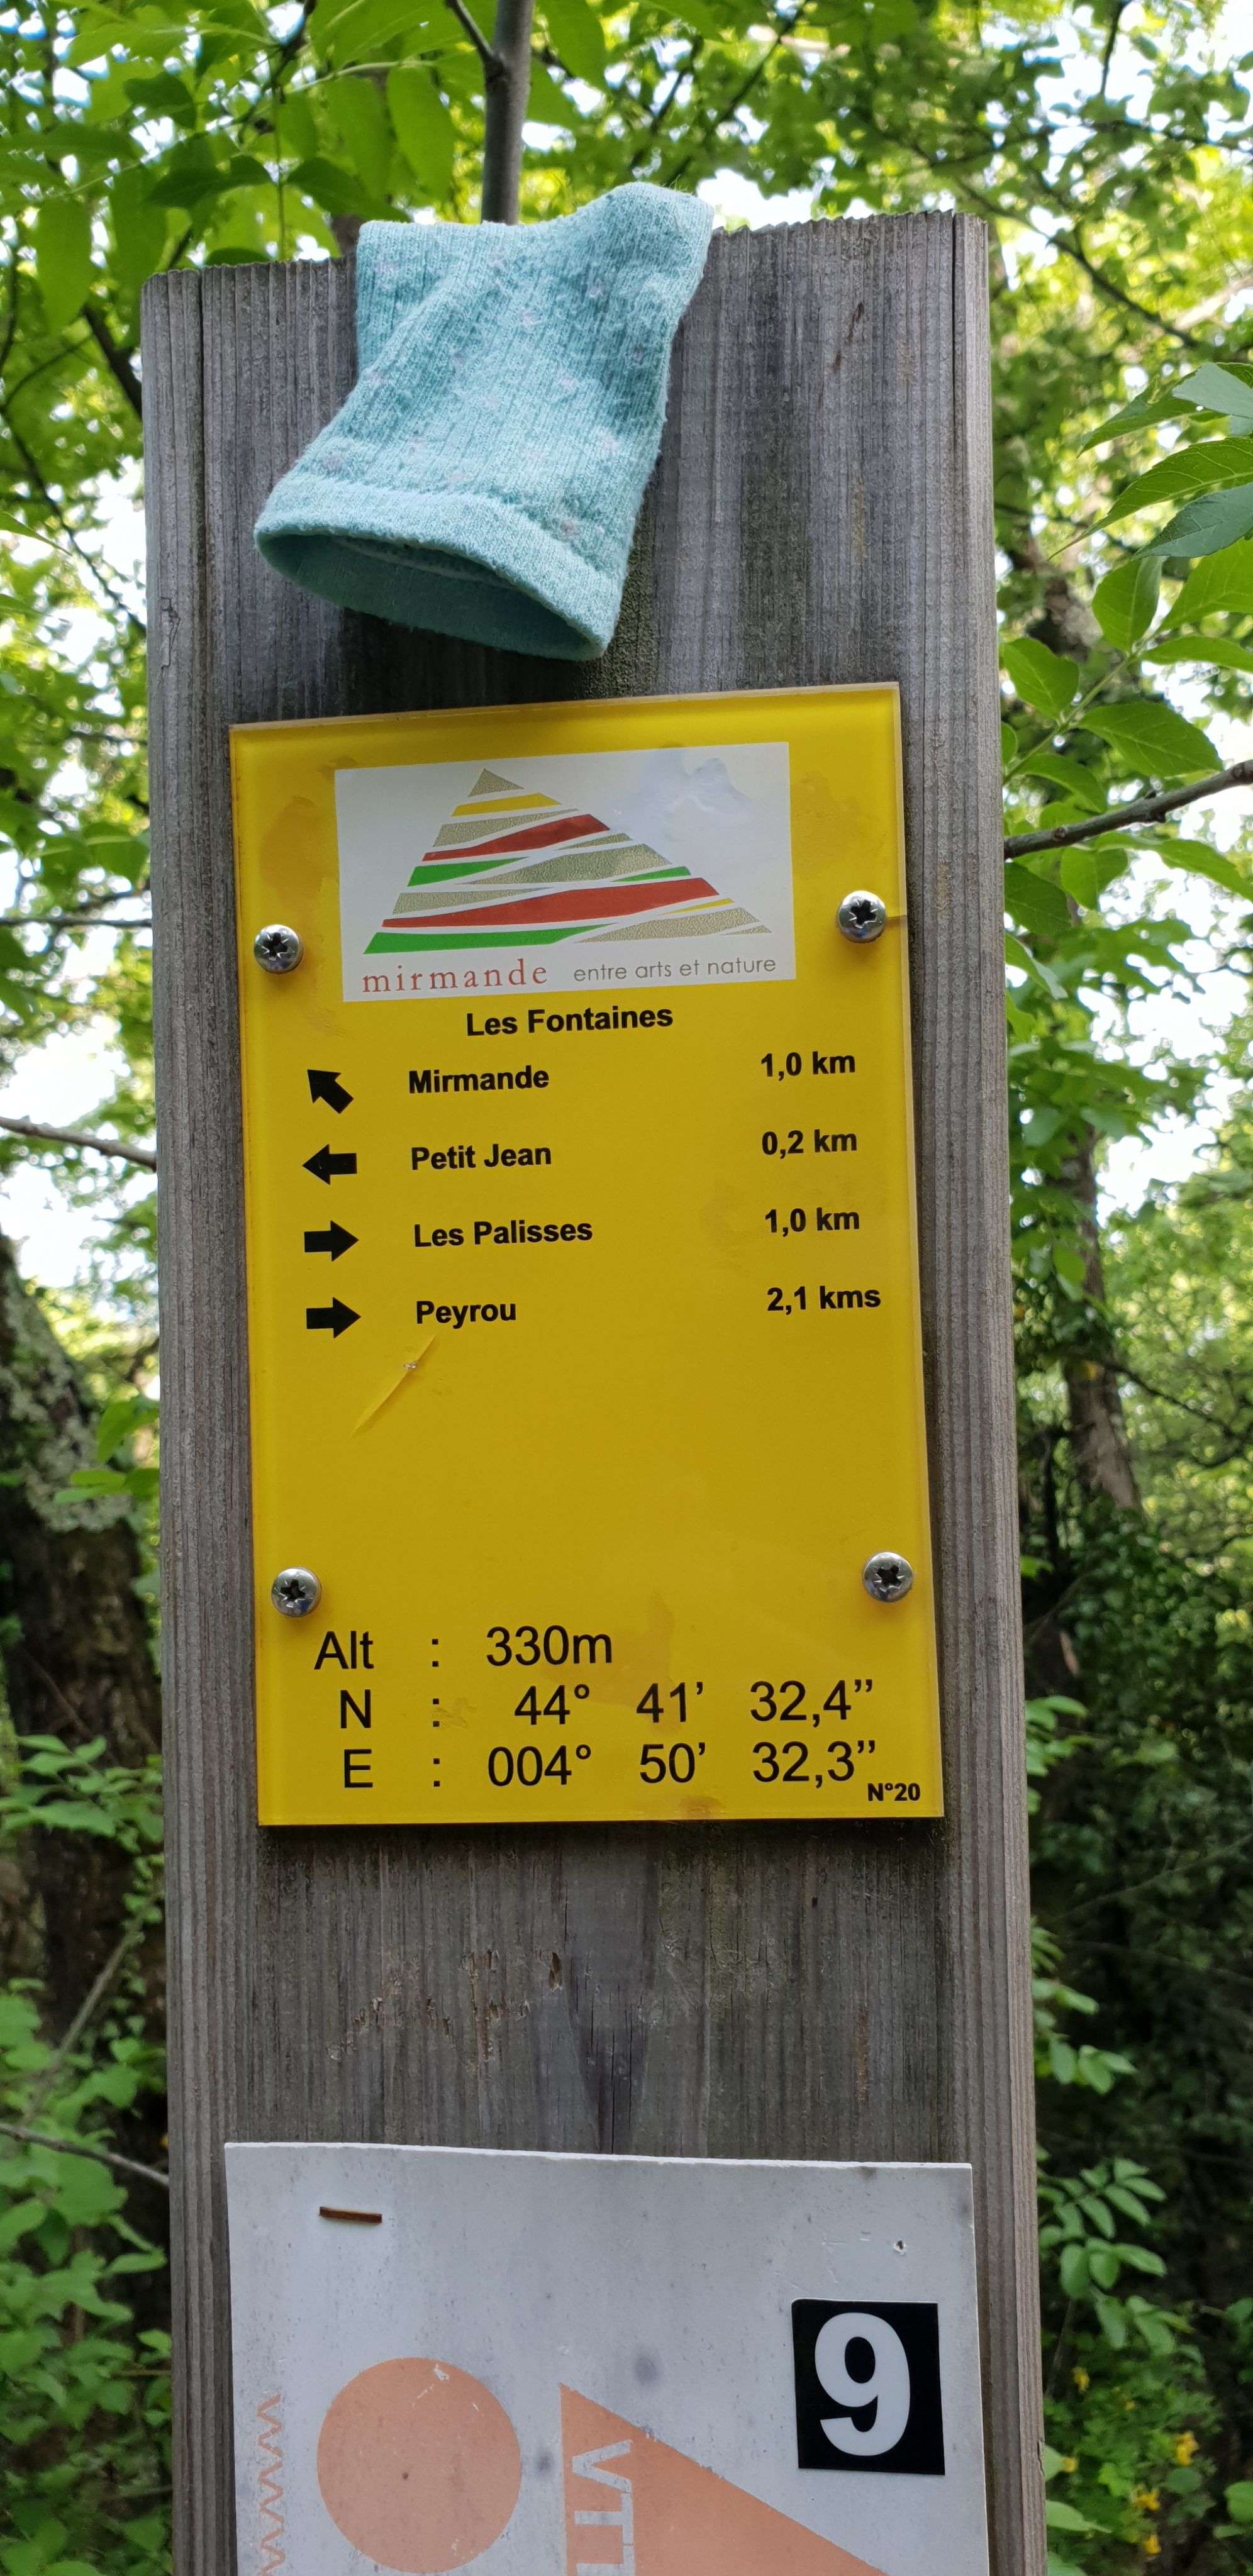 mirmande entre arts et nature
Les Fontaines
Mirmande 1,0 km
Petit Jean 0,2 km
Les Palisses 1,0 km
Peyrou 2,1 kms
Alt : 330m
N : 44° 41’ 32,4”
E : 004° 50’ 32,3”
N°20
9
VTT